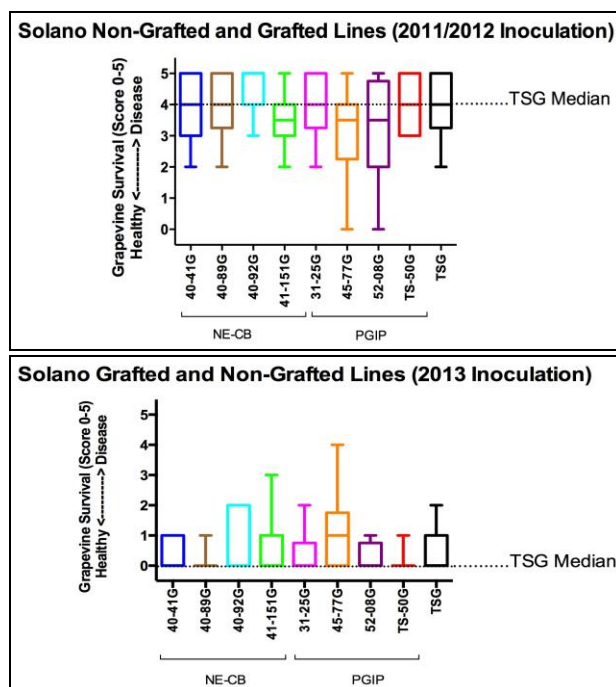 Solano Non-Grafted and Grafted Lines (2011/2012 Inoculation)
Grapevine Survival (Score 0-5)
Healthy <--------> Disease
5
4
3
2
1
0
TSG Median
40-41G
40-89G
40-92G
41-151G
31-25G
45-77G
52-08G
TS-50G
TSG
NE-CB
PGIP
Solano Grafted and Non-Grafted Lines (2013 Inoculation)
Grapevine Survival (Score 0-5)
Healthy <--------> Disease
5
4
3
2
1
0
TSG Median
40-41G
40-89G
40-92G
41-151G
31-25G
45-77G
52-08G
TS-50G
TSG
NE-CB
PGIP